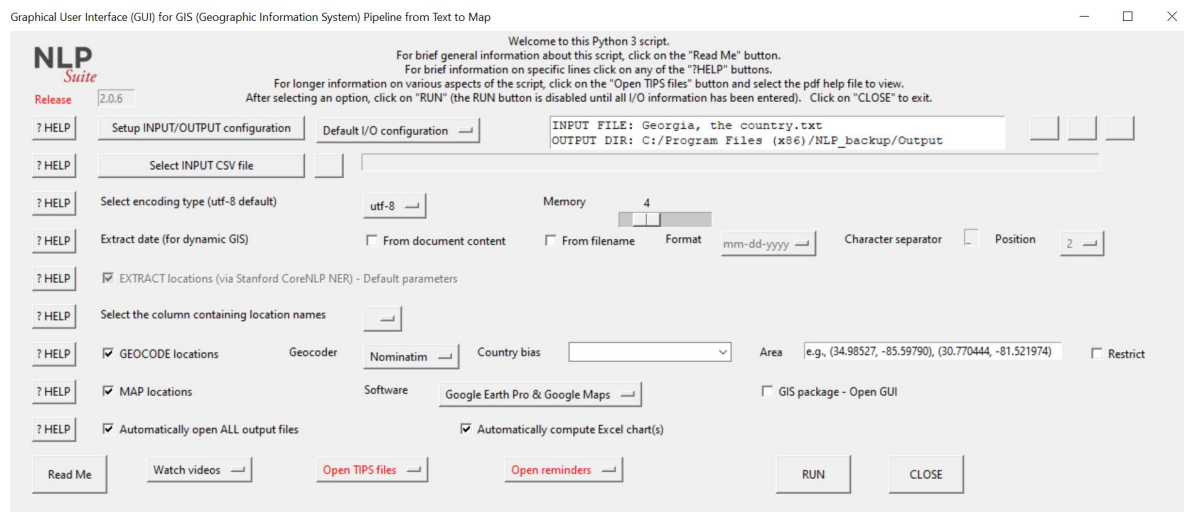 Graphical User Interface (GUI) for GIS (Geographic Information System) Pipeline from Text to Map
NLP
Suite
Welcome to this Python 3 script.
For brief general information about this script, click on the "Read Me" button.
For brief information on specific lines click on any of the "?HELP" buttons.
For longer information on various aspects of the script, click on the "Open TIPS files" button and select the pdf help file to view.
After selecting an option, click on "RUN" (the RUN button is disabled until all I/O information has been entered).   Click on "CLOSE" to exit.
Release 2.0.6
? HELP Setup INPUT/OUTPUT configuration Default I/O configuration INPUT FILE: Georgia, the country.txt
OUTPUT DIR: C:/Program Files (x86)/NLP_backup/Output
? HELP Select INPUT CSV file
? HELP Select encoding type (utf-8 default) utf-8 Memory 4
? HELP Extract date (for dynamic GIS) From document content From filename Format mm-dd-yyyy Character separator _ Position 2
? HELP EXTRACT locations (via Stanford CoreNLP NER) - Default parameters
? HELP Select the column containing location names
? HELP GEOCODE locations Geocoder Nominatim Country bias Area e.g., (34.98527, -85.59790), (30.770444, -81.521974) Restrict
? HELP MAP locations Software Google Earth Pro & Google Maps GIS package - Open GUI
? HELP Automatically open ALL output files Automatically compute Excel chart(s)
Read Me Watch videos Open TIPS files Open reminders RUN CLOSE